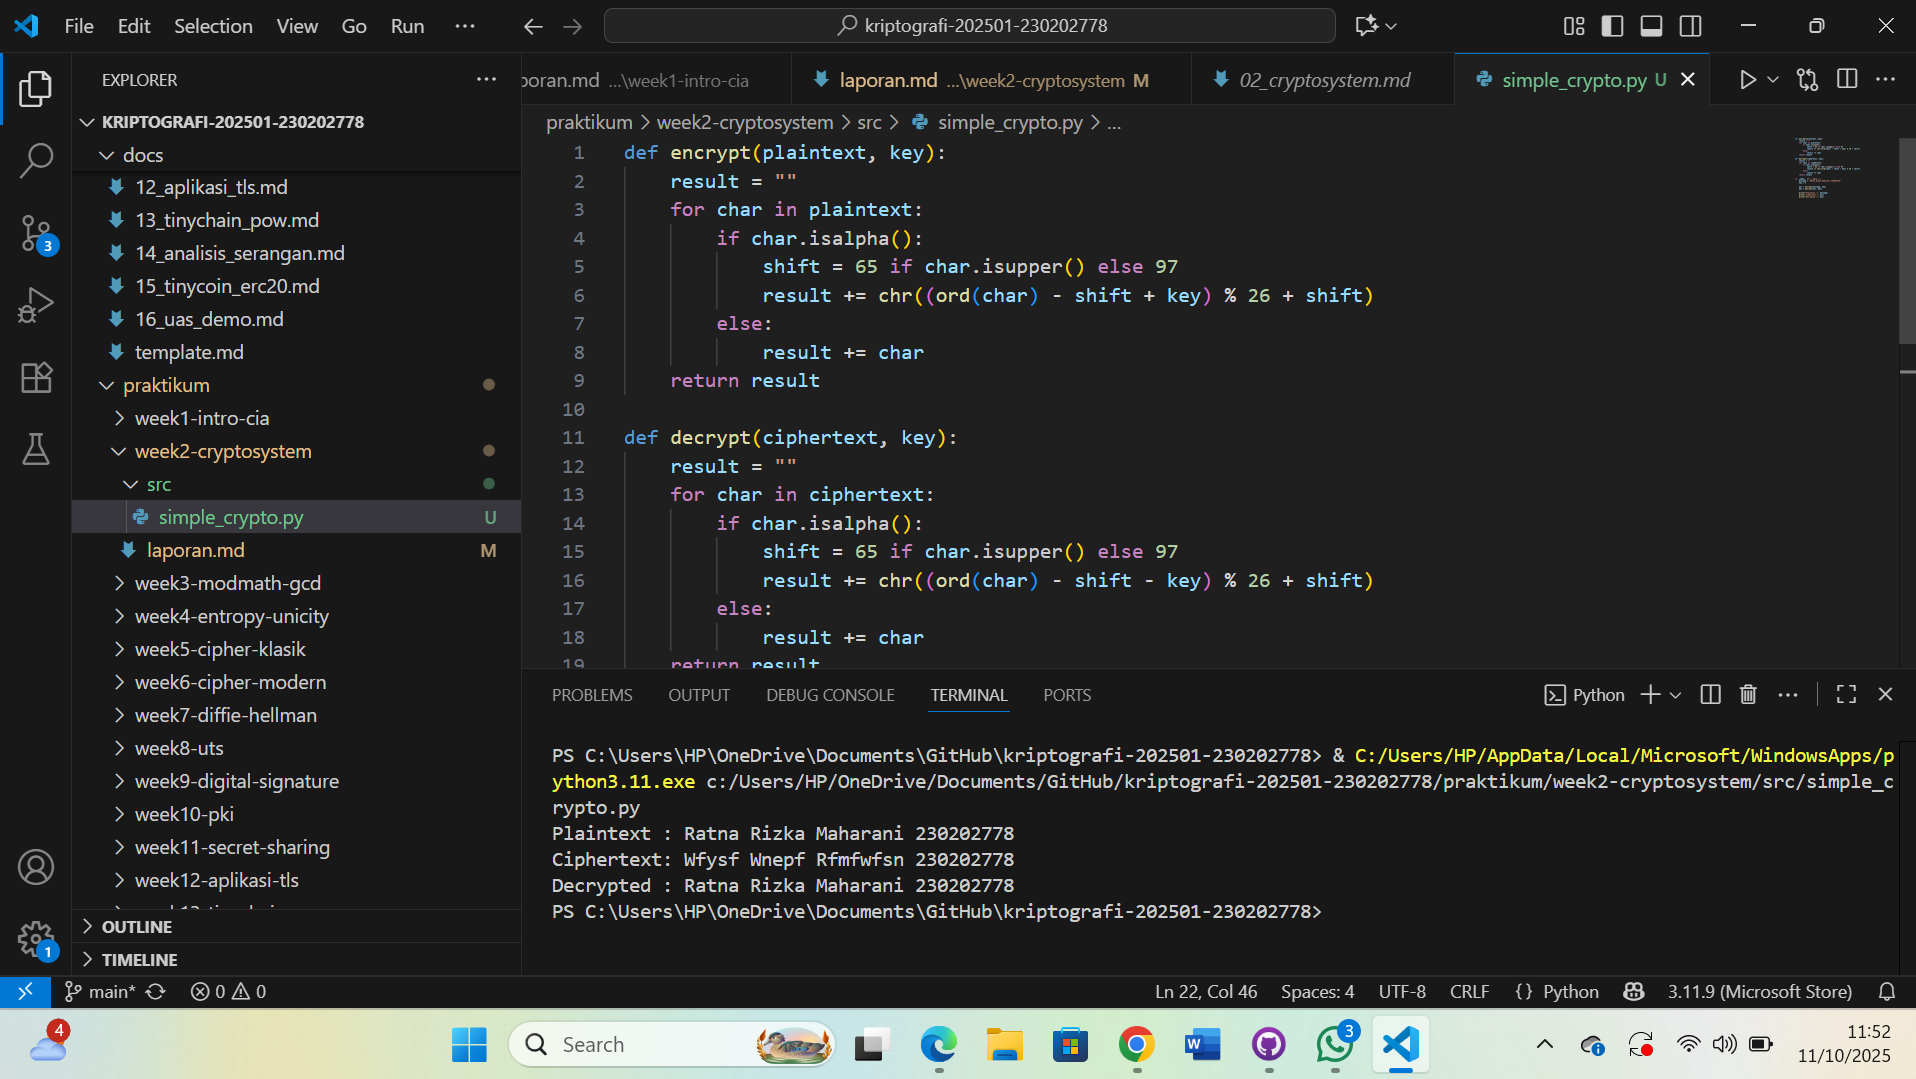 File Edit Selection View Go Run ···
kriptografi-202501-230202778
EXPLORER
KRIPTOGRAFI-202501-230202778
docs
12_aplikasi_tls.md
13_tinychain_pow.md
14_analisis_serangan.md
15_tinycoin_erc20.md
16_uas_demo.md
template.md
praktikum
week1-intro-cia
week2-cryptosystem
src
simple_crypto.py U
laporan.md M
week3-modmath-gcd
week4-entropy-unicity
week5-cipher-klasik
week6-cipher-modern
week7-diffie-hellman
week8-uts
week9-digital-signature
week10-pki
week11-secret-sharing
week12-aplikasi-tls
OUTLINE
TIMELINE
3
1
poran.md ...\week1-intro-cia
laporan.md ...\week2-cryptosystem M
02_cryptosystem.md
simple_crypto.py U
praktikum > week2-cryptosystem > src > simple_crypto.py > ...
1 def encrypt(plaintext, key):
2 result = ""
3 for char in plaintext:
4 if char.isalpha():
5 shift = 65 if char.isupper() else 97
6 result += chr((ord(char) - shift + key) % 26 + shift)
7 else:
8 result += char
9 return result
10
11 def decrypt(ciphertext, key):
12 result = ""
13 for char in ciphertext:
14 if char.isalpha():
15 shift = 65 if char.isupper() else 97
16 result += chr((ord(char) - shift - key) % 26 + shift)
17 else:
18 result += char
19 return result
PROBLEMS OUTPUT DEBUG CONSOLE TERMINAL PORTS
Python
PS C:\Users\HP\OneDrive\Documents\GitHub\kriptografi-202501-230202778> & C:/Users/HP/AppData/Local/Microsoft/WindowsApps/p
ython3.11.exe c:/Users/HP/OneDrive/Documents/GitHub/kriptografi-202501-230202778/praktikum/week2-cryptosystem/src/simple_c
rypto.py
Plaintext : Ratna Rizka Maharani 230202778
Ciphertext: Wfysf Wnepf Rfmfwfsn 230202778
Decrypted : Ratna Rizka Maharani 230202778
PS C:\Users\HP\OneDrive\Documents\GitHub\kriptografi-202501-230202778>
main* 0 0
Ln 22, Col 46 Spaces: 4 UTF-8 CRLF {} Python 3.11.9 (Microsoft Store)
4
Search
W
3
11:52
11/10/2025